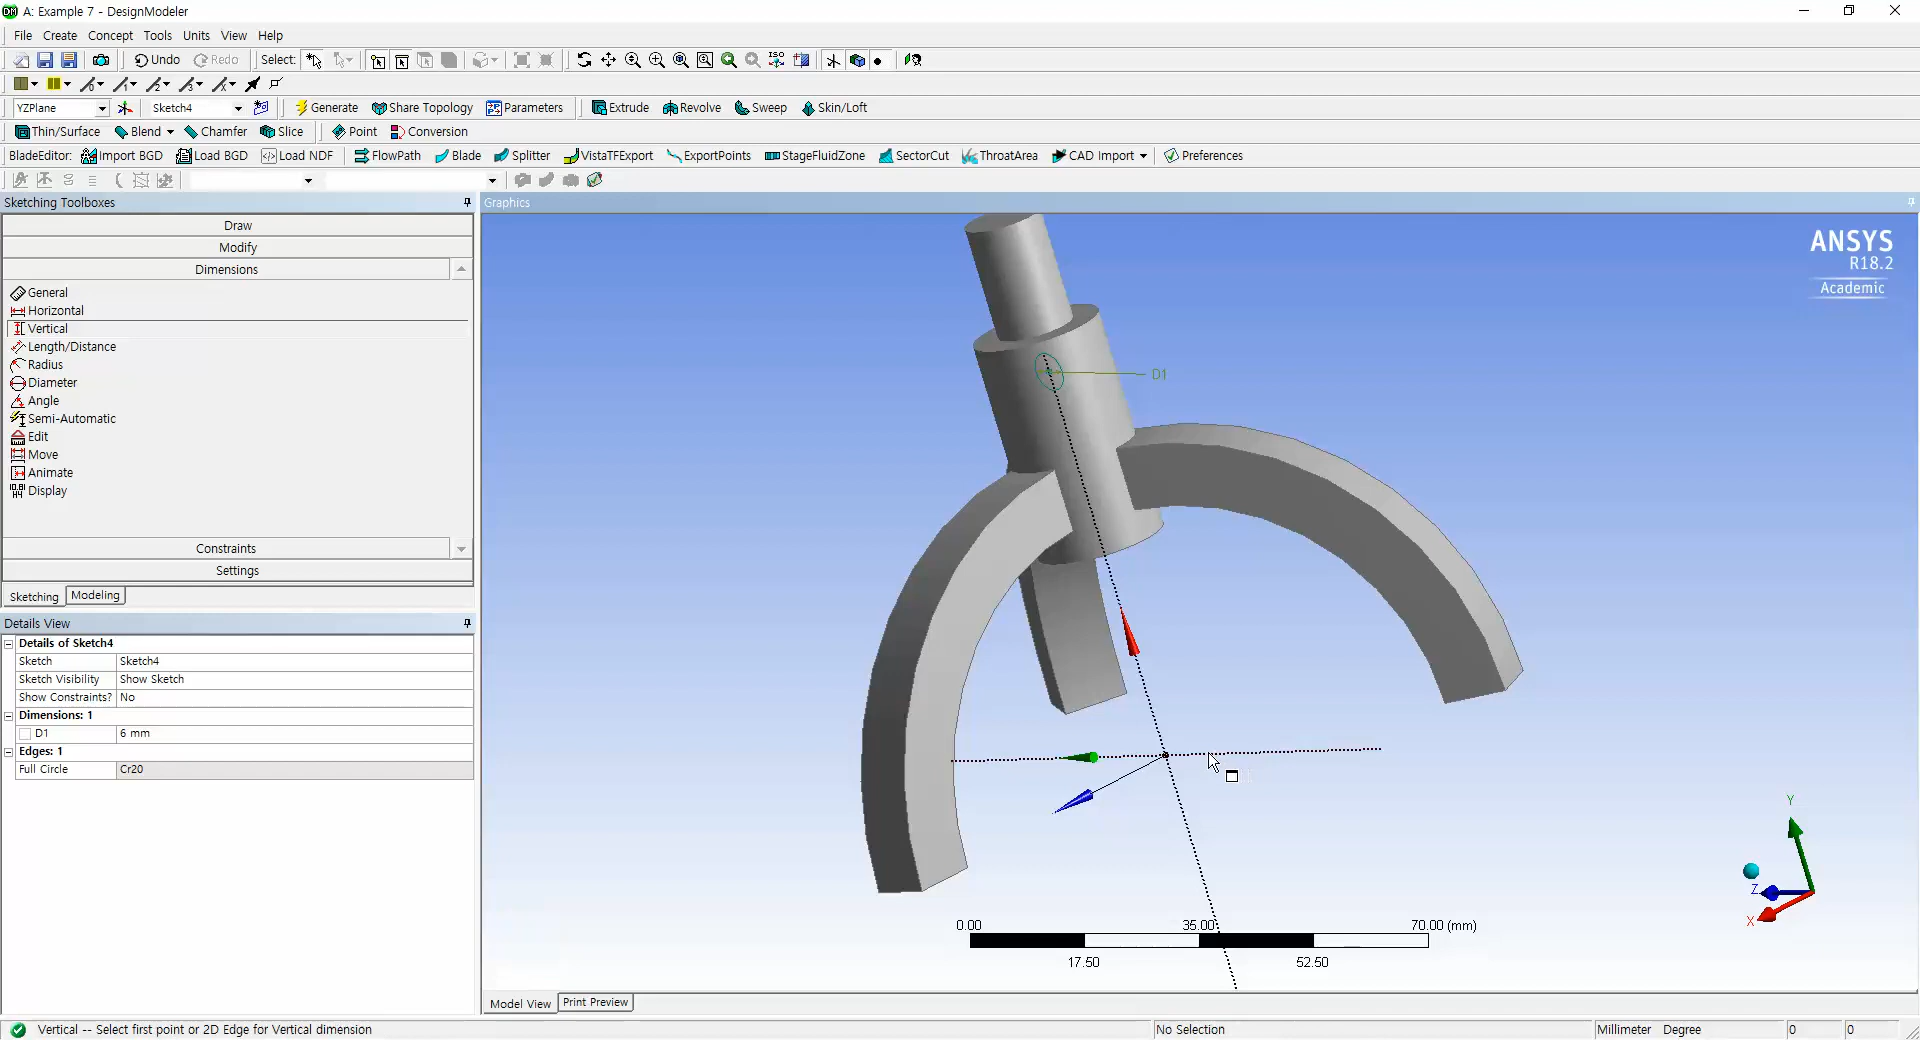 A: Example 7 - DesignModeler
File Create Concept Tools Units View Help
Undo Redo Select:
YZPlane Sketch4 Generate Share Topology Parameters Extrude Revolve Sweep Skin/Loft
Thin/Surface Blend Chamfer Slice Point Conversion
BladeEditor: Import BGD Load BGD Load NDF FlowPath Blade Splitter VistaTFExport ExportPoints StageFluidZone SectorCut ThroatArea CAD Import Preferences
Sketching Toolboxes
Draw
Modify
Dimensions
General
Horizontal
Vertical
Length/Distance
Radius
Diameter
Angle
Semi-Automatic
Edit
Move
Animate
Display
Constraints
Settings
Sketching Modeling
Details View
Details of Sketch4
Sketch Sketch4
Sketch Visibility Show Sketch
Show Constraints? No
Dimensions: 1
D1 6 mm
Edges: 1
Full Circle Cr20
Graphics
ANSYS
R18.2
Academic
D1
Y
Z
X
0.00 35.00 70.00 (mm)
17.50 52.50
Model View Print Preview
Vertical -- Select first point or 2D Edge for Vertical dimension No Selection Millimeter Degree 0 0